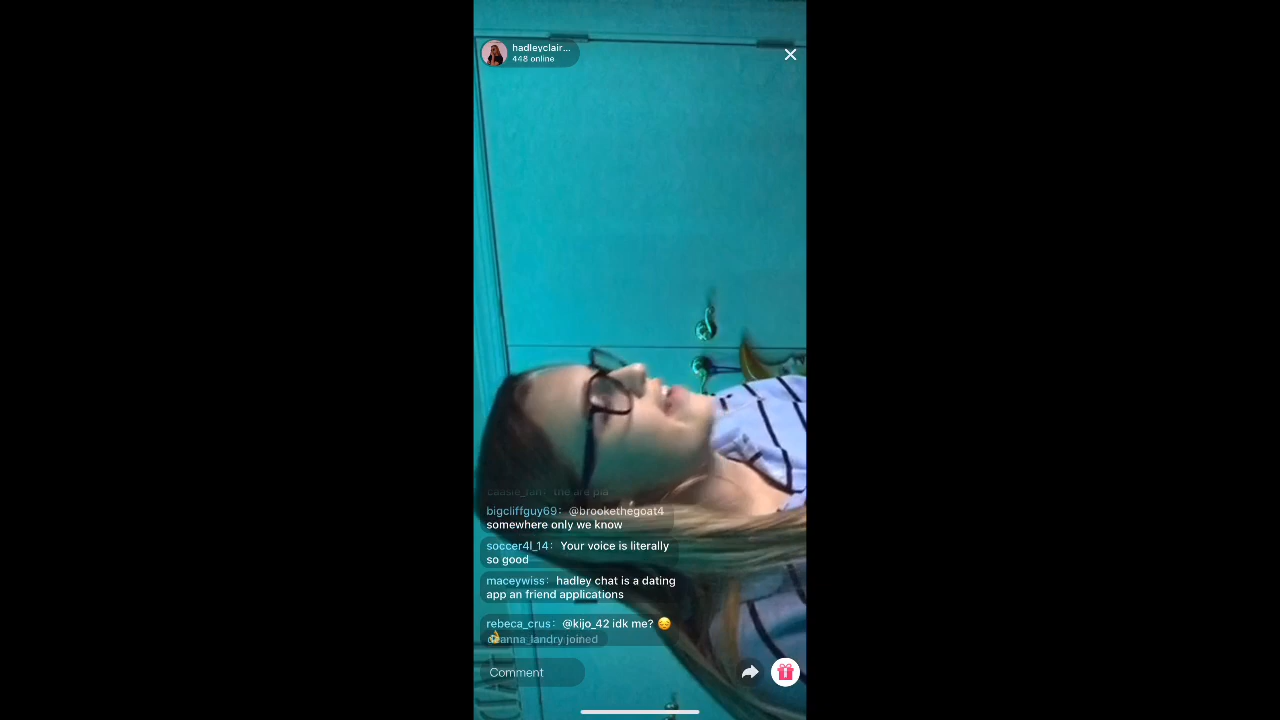 hadleyclair...
448 online
bigcliffguy69: @brookethegoat4
somewhere only we know
soccer4l_14: Your voice is literally
so good
maceywiss: hadley chat is a dating
app an friend applications
rebeca_crus: @kijo_42 idk me? 😔
👌
deanna_landry joined
Comment